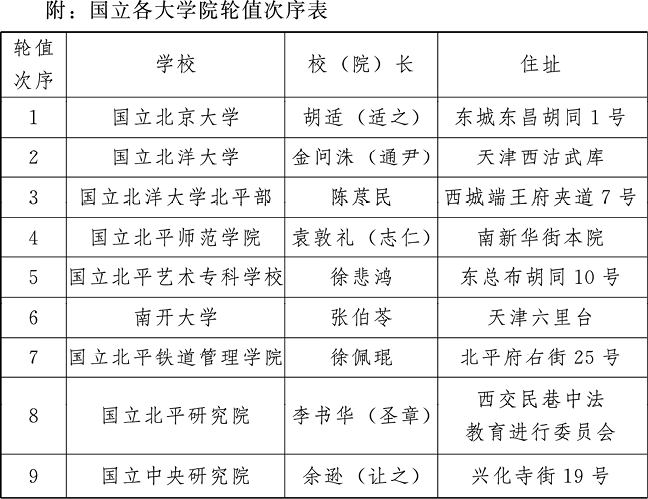 附：国立各大学院轮值次序表
轮值
次序 学校 校（院）长 住址
1 国立北京大学 胡适（适之） 东城东昌胡同1号
2 国立北洋大学 金问洙（通尹） 天津西沽武库
3 国立北洋大学北平部 陈荩民 西城端王府夹道7号
4 国立北平师范学院 袁敦礼（志仁） 南新华街本院
5 国立北平艺术专科学校 徐悲鸿 东总布胡同10号
6 南开大学 张伯苓 天津六里台
7 国立北平铁道管理学院 徐佩琨 北平府右街25号
8 国立北平研究院 李书华（圣章） 西交民巷中法
教育进行委员会
9 国立中央研究院 余逊（让之） 兴化寺街19号